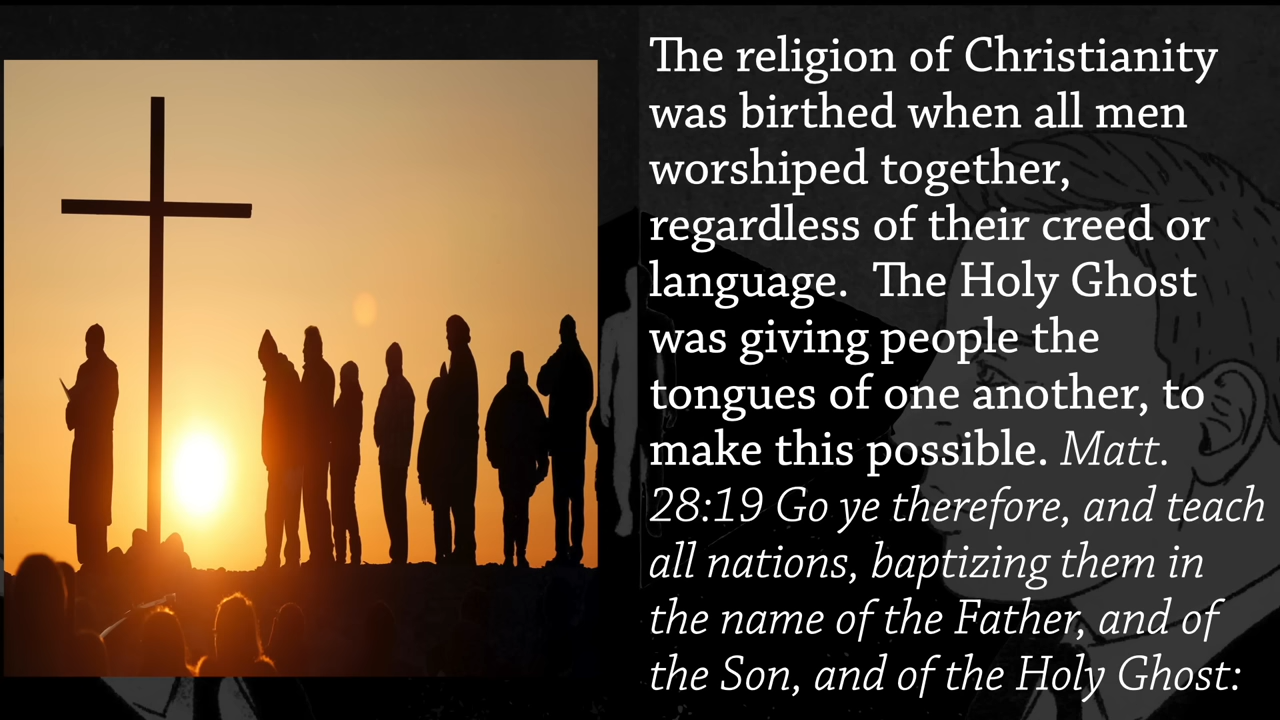 The religion of Christianity
was birthed when all men
worshiped together,
regardless of their creed or
language.  The Holy Ghost
was giving people the
tongues of one another, to
make this possible. Matt.
28:19 Go ye therefore, and teach
all nations, baptizing them in
the name of the Father, and of
the Son, and of the Holy Ghost: